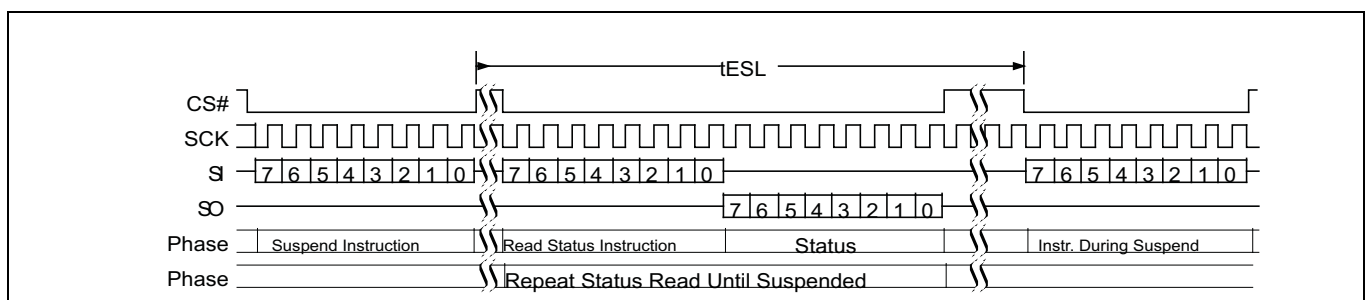 tESL
CS#
SCK
SI 7 6 5 4 3 2 1 0 7 6 5 4 3 2 1 0 7 6 5 4 3 2 1 0
SO 7 6 5 4 3 2 1 0
Phase Suspend Instruction Read Status Instruction Status Instr. During Suspend
Phase Repeat Status Read Until Suspended